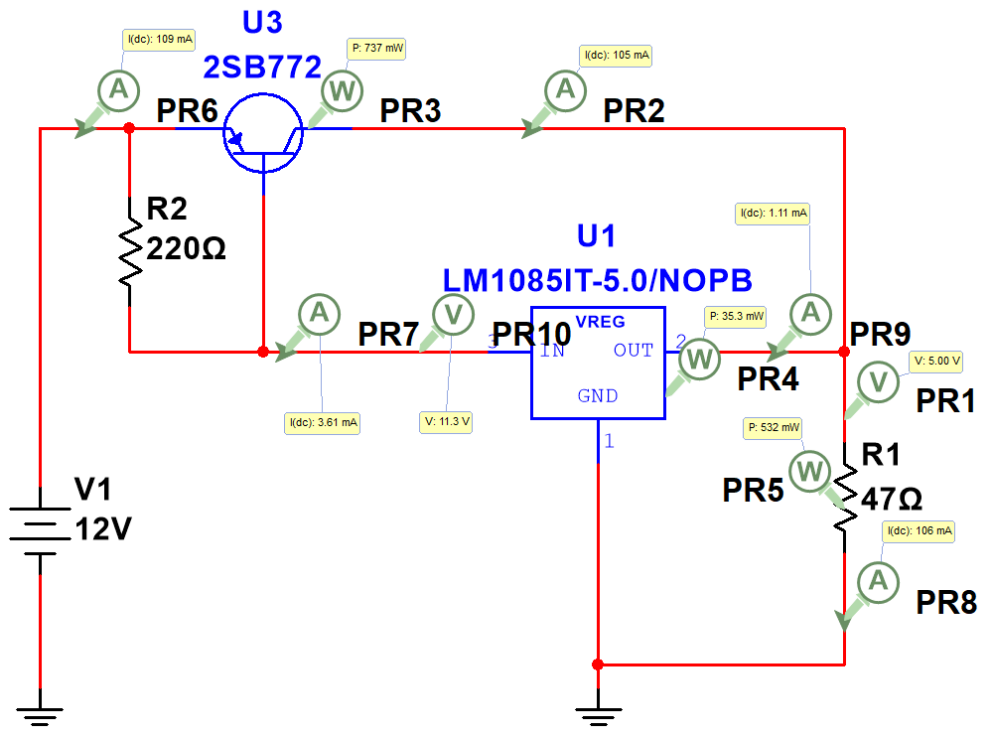 U3
2SB772
I(dc): 109 mA
A
PR6
P: 737 mW
W
PR3
I(dc): 105 mA
A
PR2
R2
220Ω
I(dc): 1.11 mA
A
U1
LM1085IT-5.0/NOPB
VREG
3
IN
OUT
2
GND
1
A
PR7
V
PR10
P: 35.3 mW
W
PR4
PR9
I(dc): 3.61 mA
V: 11.3 V
V: 5.00 V
V
PR1
P: 532 mW
W
PR5
R1
47Ω
V1
12V
I(dc): 106 mA
A
PR8